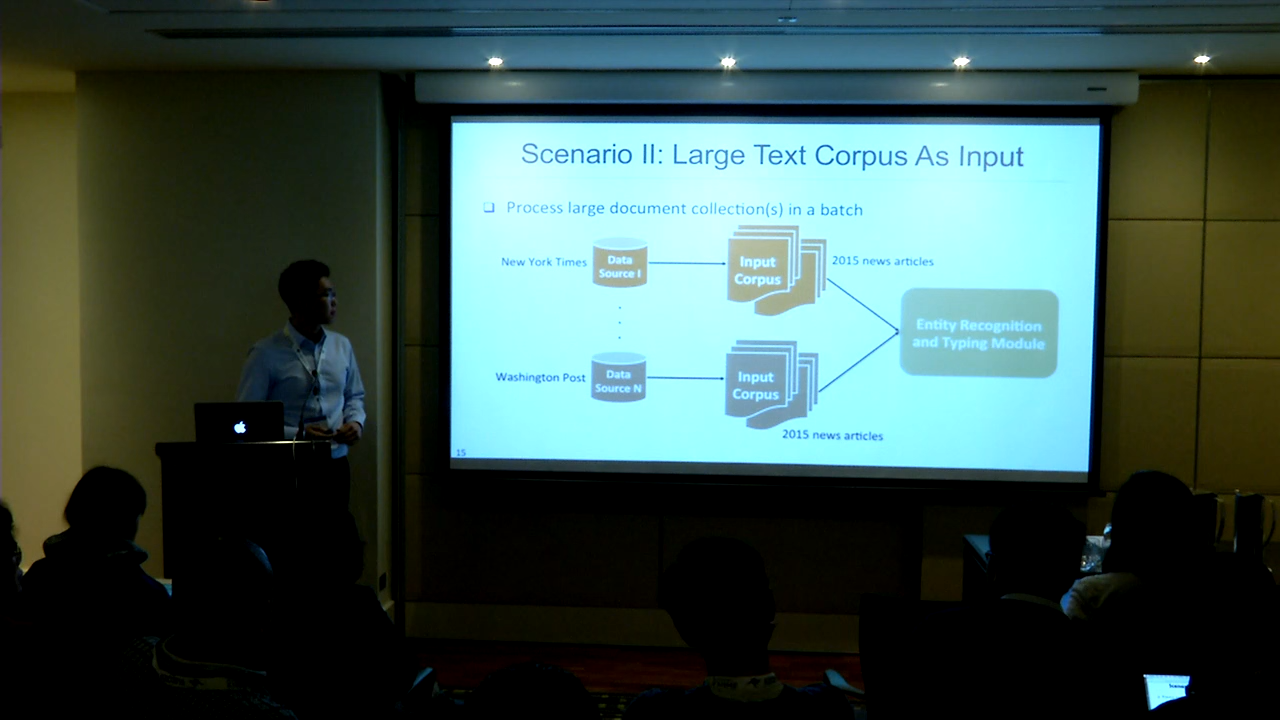 Scenario II: Large Text Corpus As Input
❑ Process large document collection(s) in a batch
New York Times
Data
Source I
Input
Corpus
2015 news articles
Entity Recognition
and Typing Module
Washington Post
Data
Source N
Input
Corpus
2015 news articles
15